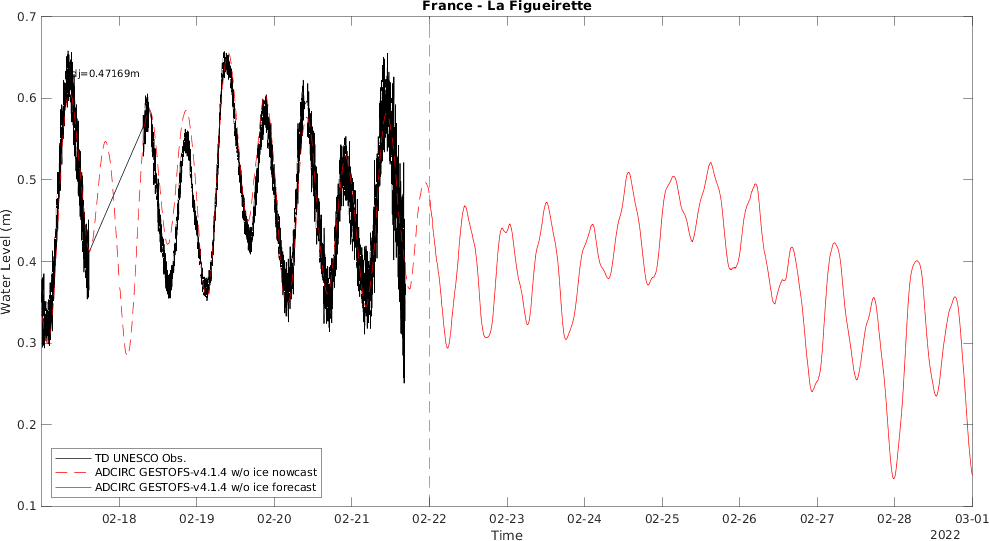 France - La Figueirette
0.7
0.6
0.5
0.4
0.3
0.2
0.1
Water Level (m)
j=0.47169m
TD UNESCO Obs.
ADCIRC GESTOFS-v4.1.4 w/o ice nowcast
ADCIRC GESTOFS-v4.1.4 w/o ice forecast
02-18 02-19 02-20 02-21 02-22 02-23 02-24 02-25 02-26 02-27 02-28 03-01
Time
2022